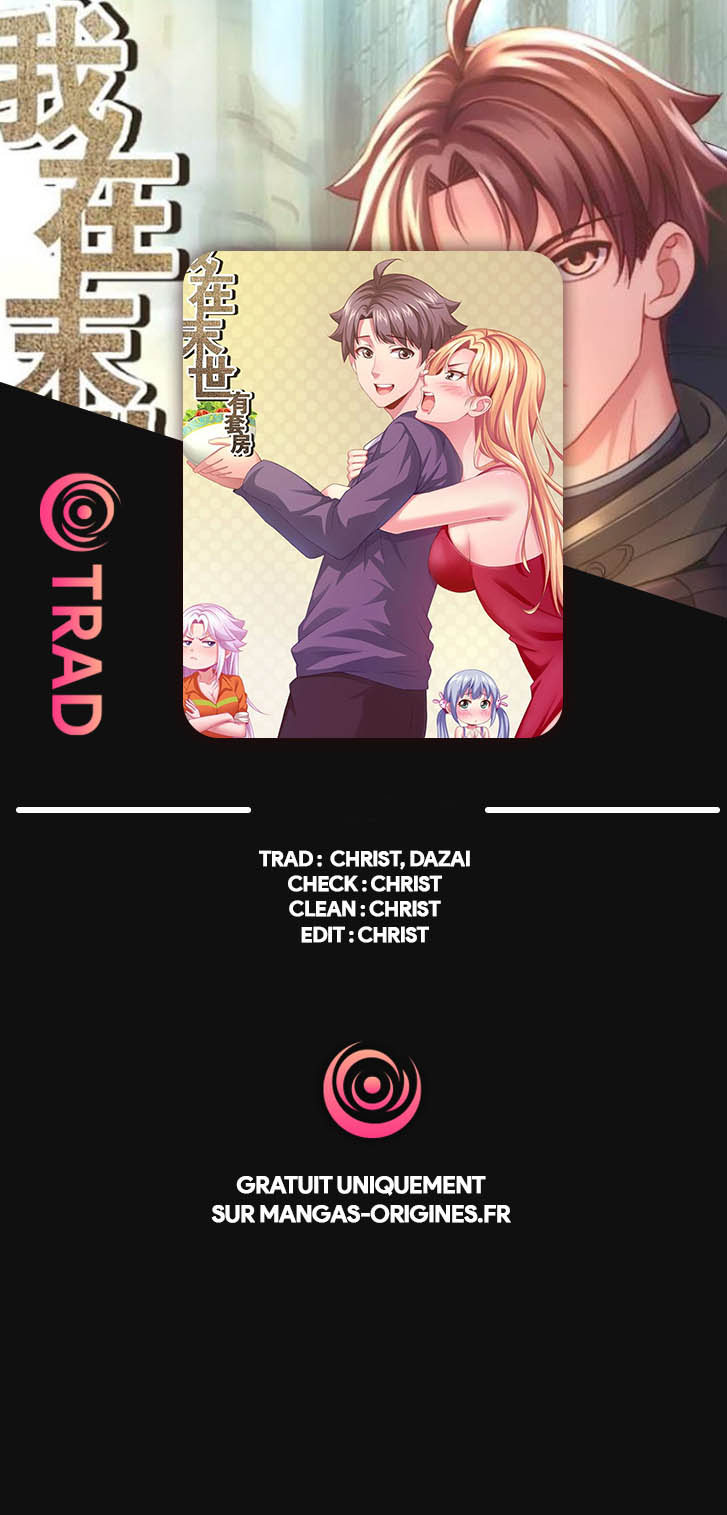 我在末
我在末世
有套房
TRAD
TRAD : CHRIST, DAZAI
CHECK : CHRIST
CLEAN : CHRIST
EDIT : CHRIST
GRATUIT UNIQUEMENT
SUR MANGAS-ORIGINES.FR